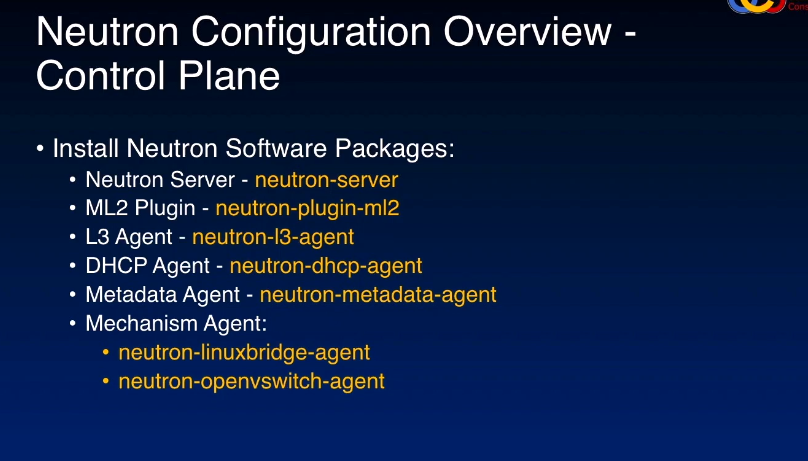 Neutron Configuration Overview -
Control Plane
• Install Neutron Software Packages:
• Neutron Server - neutron-server
• ML2 Plugin - neutron-plugin-ml2
• L3 Agent - neutron-l3-agent
• DHCP Agent - neutron-dhcp-agent
• Metadata Agent - neutron-metadata-agent
• Mechanism Agent:
• neutron-linuxbridge-agent
• neutron-openvswitch-agent